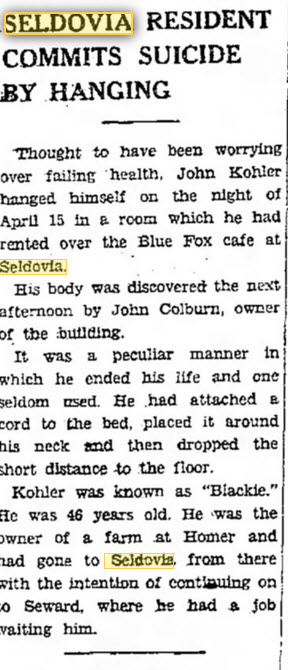 SELDOVIA RESIDENT
COMMITS SUICIDE
BY HANGING
Thought to have been worrying
over failing health, John Kohler
hanged himself on the night of
April 15 in a room which he had
rented over the Blue Fox cafe at
Seldovia.
His body was discovered the next
afternoon by John Colburn, owner
of the building.
It was a peculiar manner in
which he ended his life and one
seldom used. He had attached a
cord to the bed, placed it around
his neck and then dropped the
short distance to the floor.
Kohler was known as "Blackie."
He was 46 years old. He was the
owner of a farm at Homer and
had gone to Seldovia from there
with the intention of continuing on
to Seward, where he had a job
waiting him.